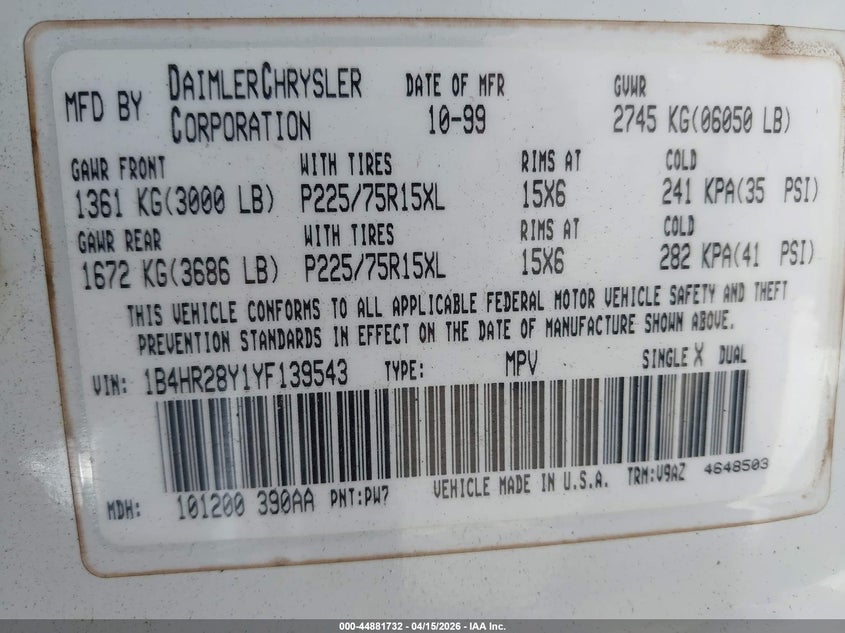 MFD BY DAIMLERCHRYSLER CORPORATION DATE OF MFR 10-99 GVWR 2745 KG(06050 LB)
GAWR FRONT WITH TIRES RIMS AT COLD
1361 KG(3000 LB) P225/75R15XL 15X6 241 KPA(35 PSI)
GAWR REAR WITH TIRES RIMS AT COLD
1672 KG(3686 LB) P225/75R15XL 15X6 282 KPA(41 PSI)
THIS VEHICLE CONFORMS TO ALL APPLICABLE FEDERAL MOTOR VEHICLE SAFETY AND THEFT
PREVENTION STANDARDS IN EFFECT ON THE DATE OF MANUFACTURE SHOWN ABOVE.
VIN: 1B4HR28Y1YF139543 TYPE: MPV SINGLE X DUAL
MDH: 101200 390AA PNT:PW7 VEHICLE MADE IN U.S.A. TRM:V9AZ 4648503
000-44881732 - 04/15/2026 - IAA Inc.